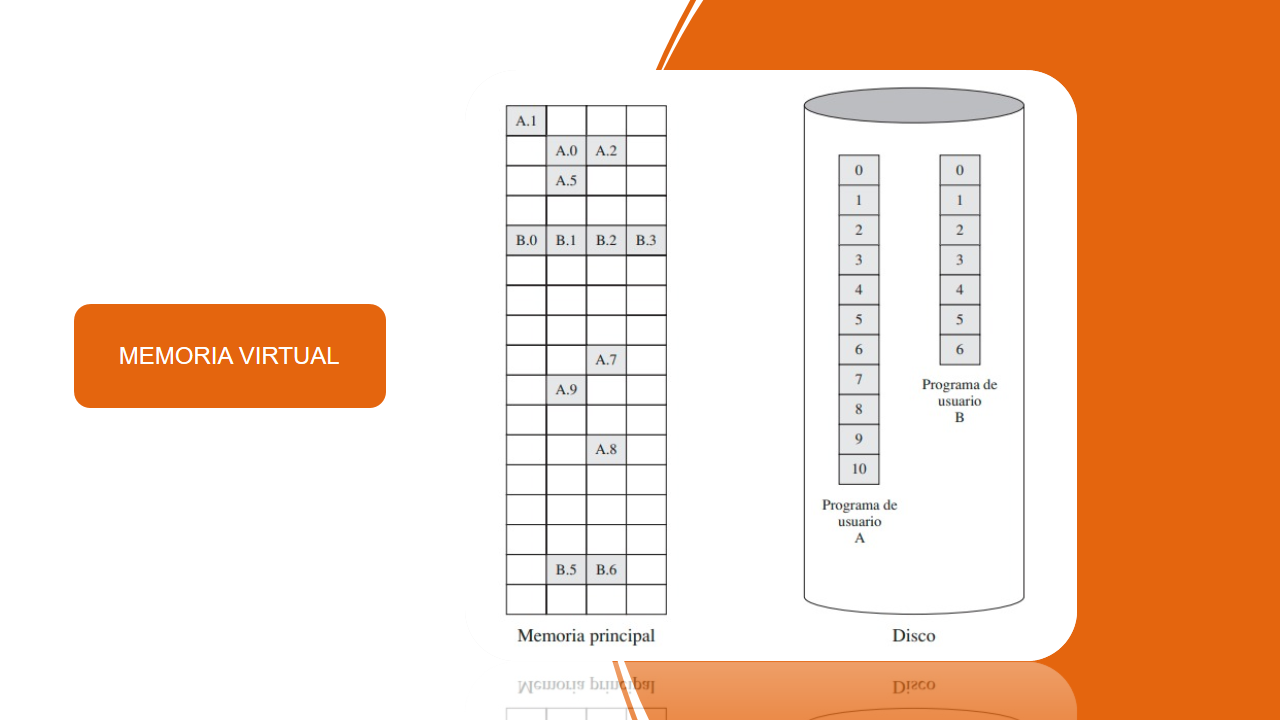 MEMORIA VIRTUAL
A.1
A.0 A.2
A.5
B.0 B.1 B.2 B.3
A.7
A.9
A.8
B.5 B.6
Memoria principal
0
1
2
3
4
5
6
7
8
9
10
Programa de
usuario
A
0
1
2
3
4
5
6
Programa de
usuario
B
Disco
Memoria principal
Disco